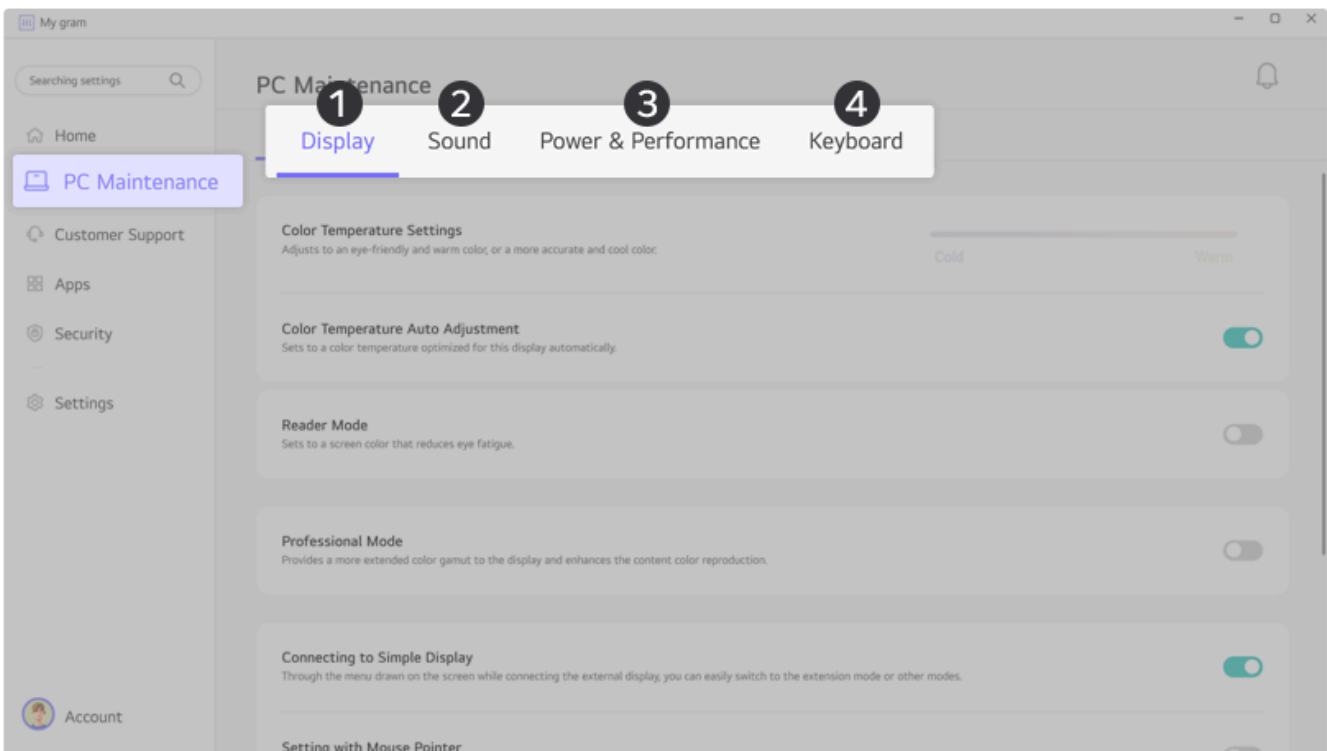 My gram
Searching settings
Home
PC Maintenance
Customer Support
Apps
Security
Settings
Account
PC Maintenance
1 2 3 4
Display Sound Power & Performance Keyboard
Color Temperature Settings
Adjusts to an eye-friendly and warm color, or a more accurate and cool color.
Cold Warm
Color Temperature Auto Adjustment
Sets to a color temperature optimized for this display automatically.
Reader Mode
Sets to a screen color that reduces eye fatigue.
Professional Mode
Provides a more extended color gamut to the display and enhances the content color reproduction.
Connecting to Simple Display
Through the menu drawn on the screen while connecting the external display, you can easily switch to the extension mode or other modes.
Setting with Mouse Pointer